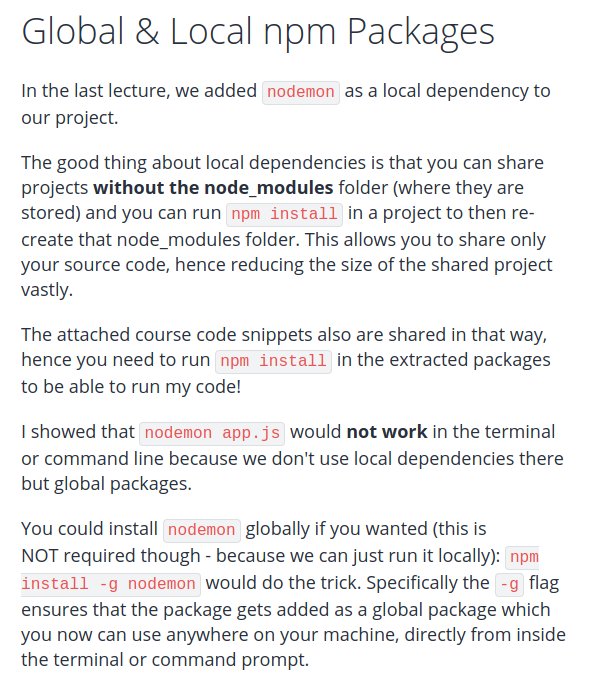 Global & Local npm Packages
In the last lecture, we added nodemon as a local dependency to
our project.
The good thing about local dependencies is that you can share
projects without the node_modules folder (where they are
stored) and you can run npm install in a project to then re-
create that node_modules folder. This allows you to share only
your source code, hence reducing the size of the shared project
vastly.
The attached course code snippets also are shared in that way,
hence you need to run npm install in the extracted packages
to be able to run my code!
I showed that nodemon app.js would not work in the terminal
or command line because we don't use local dependencies there
but global packages.
You could install nodemon globally if you wanted (this is
NOT required though - because we can just run it locally): npm
install -g nodemon would do the trick. Specifically the -g flag
ensures that the package gets added as a global package which
you now can use anywhere on your machine, directly from inside
the terminal or command prompt.